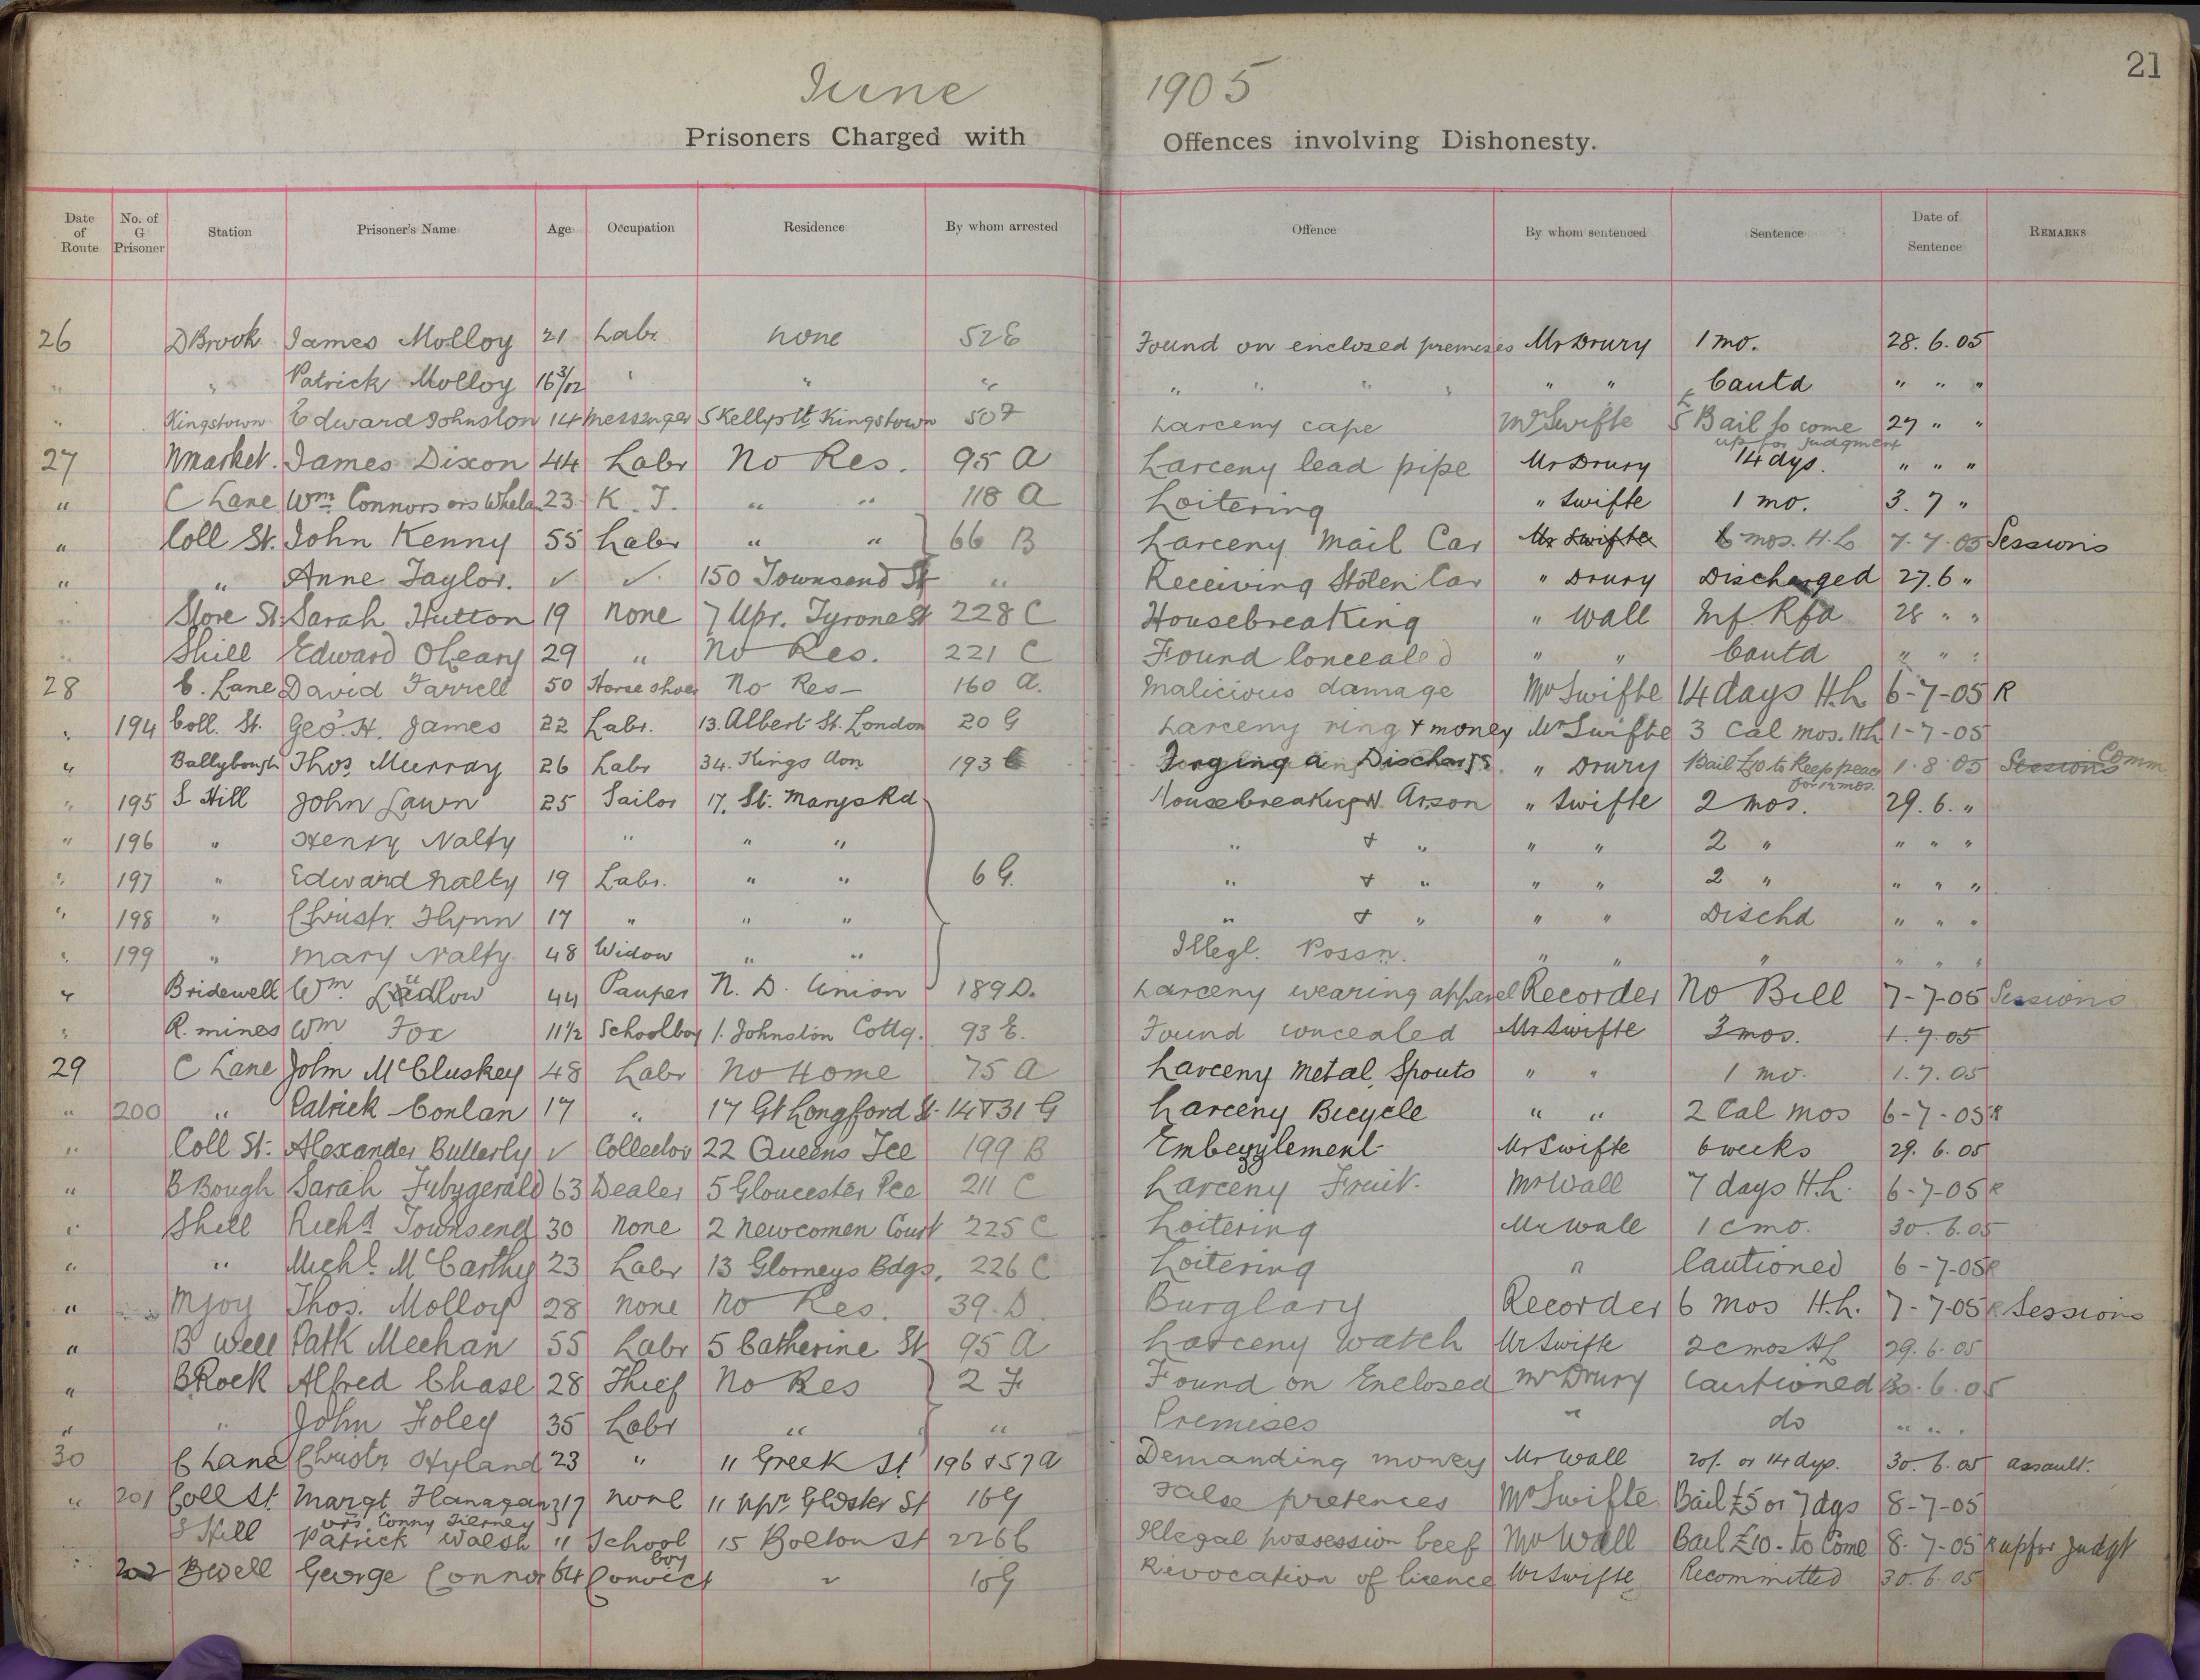 21
June 1905
Prisoners Charged with Offences involving Dishonesty.
Date of Route No. of G Prisoner Station Prisoner's Name Age Occupation Residence By whom arrested Offence By whom sentenced Sentence Date of Sentence REMARKS
26 DBrook James Molloy 21 Labr none 52 E Found on enclosed premises Mr Drury 1 mo. 28. 6. 05
" " Patrick Molloy 16 3/12 " " " " " " " " " Cautd " " "
" Kingstown Edward Johnston 14 Messenger 5 Kellys Ct. Kingstown 50 F Larceny cape Mr Swifte Bail to come 27 " "
up for judgment
27 Nmarket. James Dixon 44 Labr No Res. 95 A Larceny lead pipe Mr Drury 14 dys. " " "
" C Lane Wm Connors ors Whelan 23 K. J. " " 118 A Loitering " Swifte 1 mo. 3. 7 "
" Coll St. John Kenny 55 Labr " " 66 B Larceny Mail Car Mr Swifte 6 mos. H.L 7. 7. 05 Sessions
" " Anne Taylor. ✓ ✓ 150 Townsend St " Receiving Stolen Car " Drury Discharged 27.6 "
" Store St. Sarah Hutton 19 none 7 Upr. Tyrone St 228 C Housebreaking " Wall Inf. Rfd 28 " "
" Shill Edward OLeary 29 " No Res. 221 C Found Concealed " " Cautd " " "
28 C. Lane David Farrell 50 Horse shoer No Res- 160 A. Malicious damage Mr Swifte 14 days H.L 6-7-05 R
" 194 Coll. St. Geo. H. James 22 Labr. 13. Albert St. London 20 G Larceny ring & money Mr Swifte 3 Cal mos. H L 1-7-05
" Ballybough Thos. Murray 26 Labr 34. Kings Avn 193 C Forging a Discharge. " Drury Bail £10 to keep peace 1. 8. 05 Sessions Comm
for 12 mos.
" 195 S Hill John Lawn 25 Sailor 17. St. Marys Rd Housebreaking & Arson " Swifte 2 mos. 29. 6. "
" 196 " Henry Nalty " " " " & " " " 2 " " " "
" 197 " Edward Nalty 19 Labr. " " 6 G. " & " " " 2 " " " "
" 198 " Christr. Flynn 17 " " " " & " " " Dischd " " "
" 199 " Mary Nalty 48 Widow " " Illegl. Possn. " " " " " "
" Bridewell Wm. Ludlow 44 Pauper N. D. Union 189 D. Larceny wearing apparel Recorder No Bill 7-7-05 Sessions
" R. mines Wm Fox 11 1/2 Schoolboy 1. Johnston Cottg. 93 E. Found concealed Mr Swifte 3 mos. 1. 7. 05
29 C Lane John McCluskey 48 Labr No Home 75 A Larceny Metal Spouts " " 1 mo. 1. 7. 05
" 200 " Patrick Conlan 17 " 17 Gt Longford St. 14 & 31 G Larceny Bicycle " " 2 Cal mos 6-7-05 R
" Coll St. Alexander Butterly ✓ Collector 22 Queens Tce 199 B Embezzlement Mr Swifte 6 weeks 29. 6. 05
" B Bough Sarah Fitzgerald 63 Dealer 5 Gloucester Pce 211 C Larceny Fruit. Mr Wall 7 days H.L. 6-7-05 R
" Shill Richd Townsend 30 none 2 Newcomen Court 225 C Loitering Mr Wall 1 c mo. 30. 6. 05
" " Michl. McCarthy 23 Labr 13 Glorneys Bdgs. 226 C Loitering " Cautioned 6-7-05 R
" Mjoy Thos. Molloy 28 none No Res. 39. D Burglary Recorder 6 mos H.L. 7-7-05 R Sessions
" B Well Patk Meehan 55 Labr 5 Catherine St 95 A Larceny Watch Mr Swifte 2 c mos HL 29. 6. 05
" BRock Alfred Chase 28 Thief No Res 2 F Found on Enclosed Mr Drury Cautioned 30. 6. 05
" " John Foley 35 Labr " " Premises " do " " "
30 C Lane Christr Hyland 23 " 11 Greek St 196 & 57 A Demanding money Mr Wall 20/. or 14 dys. 30. 6. 05 assault.
" 201 Coll St. Margt. Flanagan 317 none 11 Uppr Gloster St 16 G False pretences Mr Swifte Bail £5 or 7 dys 8-7-05
ors. Conny Tierney
S Hill Patrick Walsh 11 School boy 15 Bolton St 226 C Illegal possession beef Mr Wall Bail £10. to Come 8. 7-05 R up for Judgt
" 202 Bwell George Connor 64 Convict ✓ 10 G Revocation of licence Mr Swifte Recommitted 30. 6. 05